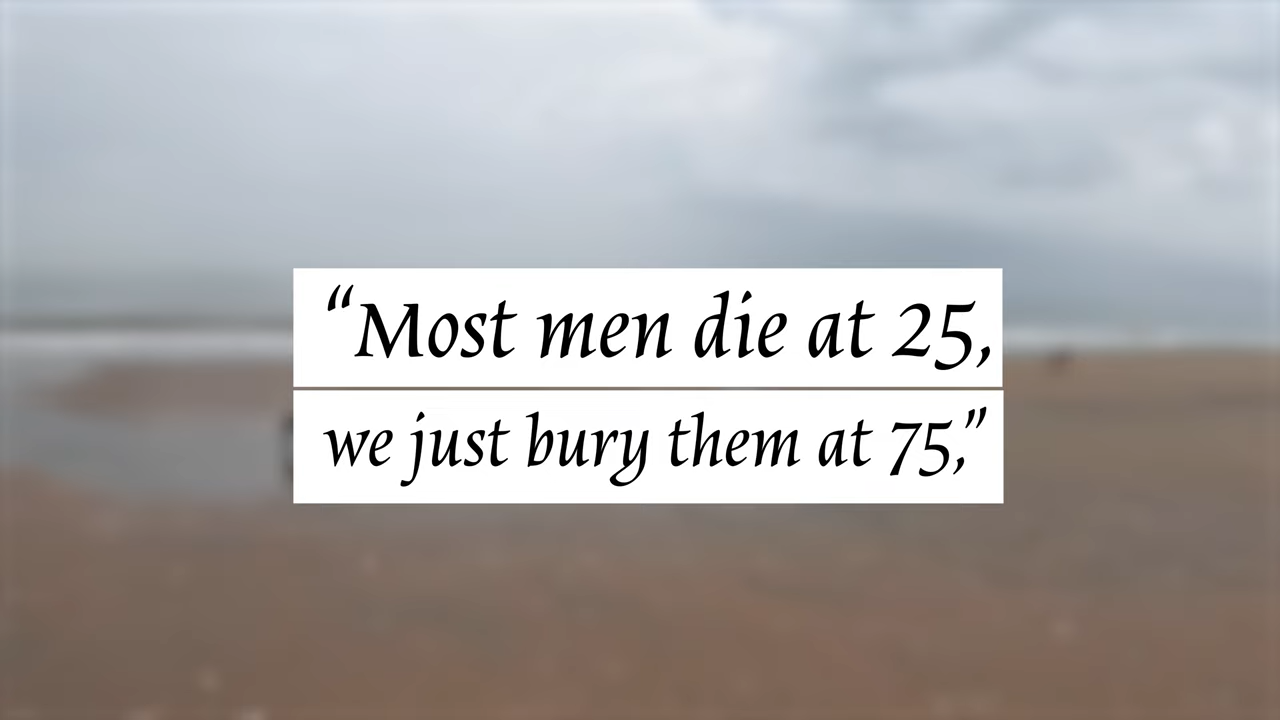 “Most men die at 25,
we just bury them at 75,”